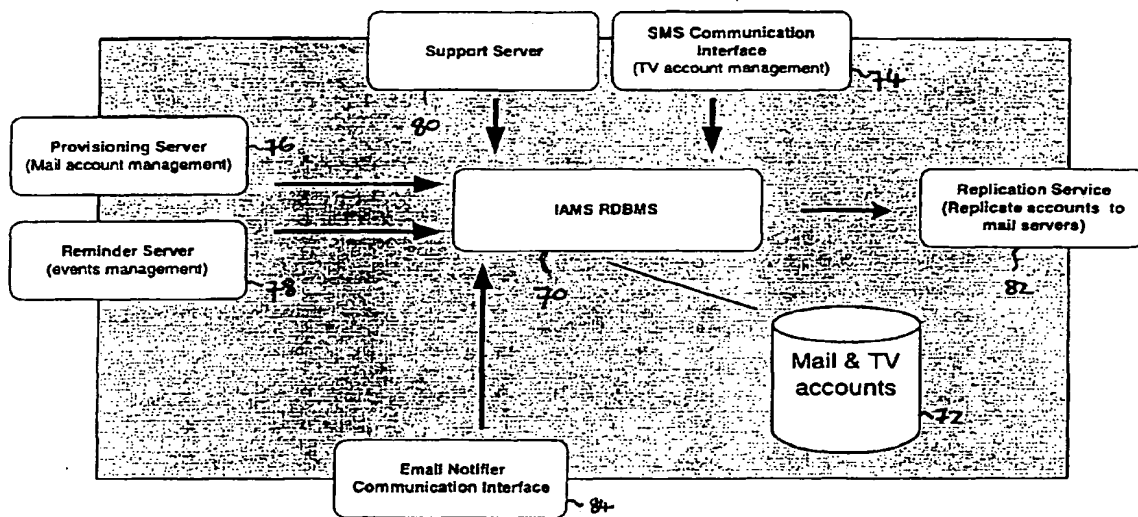 Support Server
80
SMS Communication
Interface
(TV account management)
74
Provisioning Server
(Mail account management)
76
Reminder Server
(events management)
78
IAMS RDBMS
70
Replication Service
(Replicate accounts to
mail servers)
82
Mail & TV
accounts
72
Email Notifier
Communication Interface
84